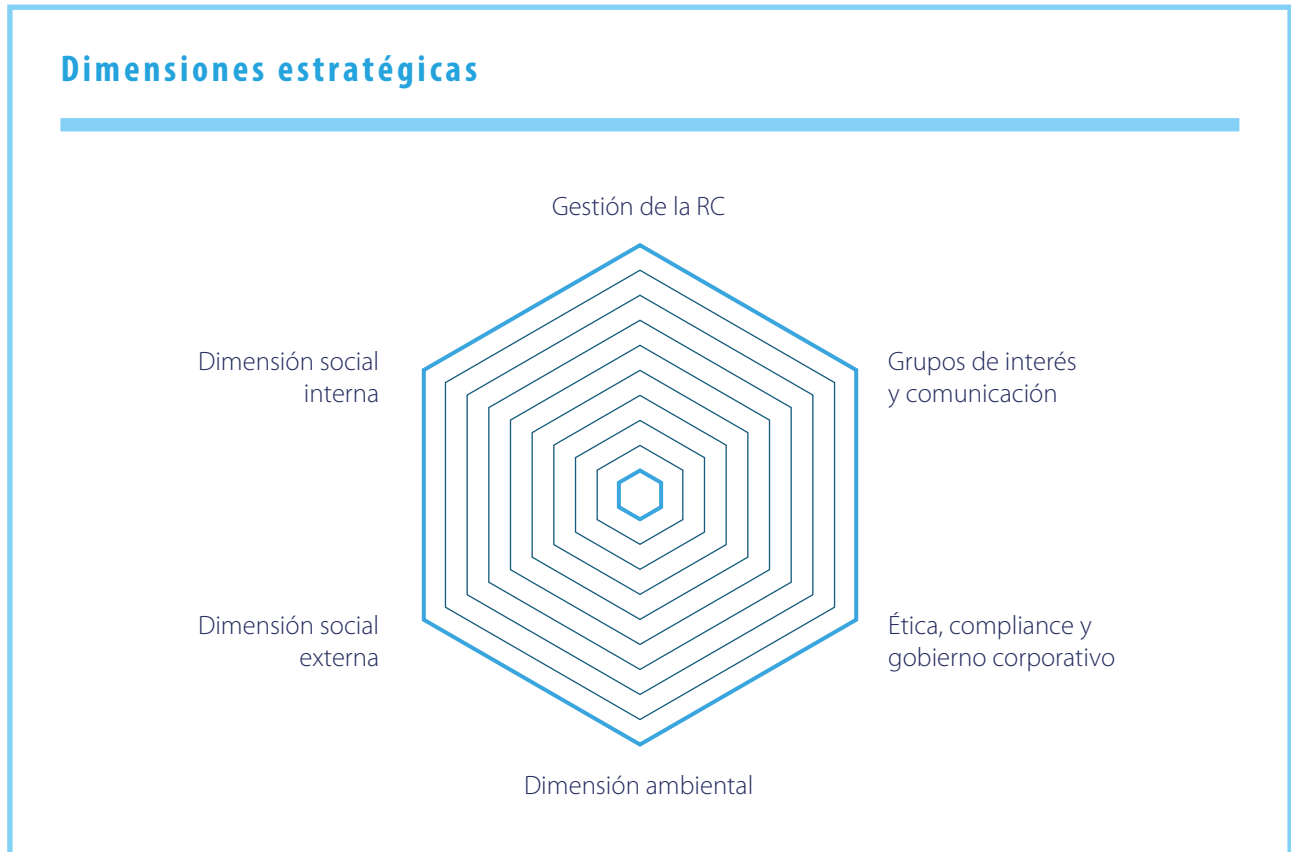 Dimensiones estratégicas
Gestión de la RC
Dimensión social
interna
Grupos de interés
y comunicación
Dimensión social
externa
Ética, compliance y
gobierno corporativo
Dimensión ambiental